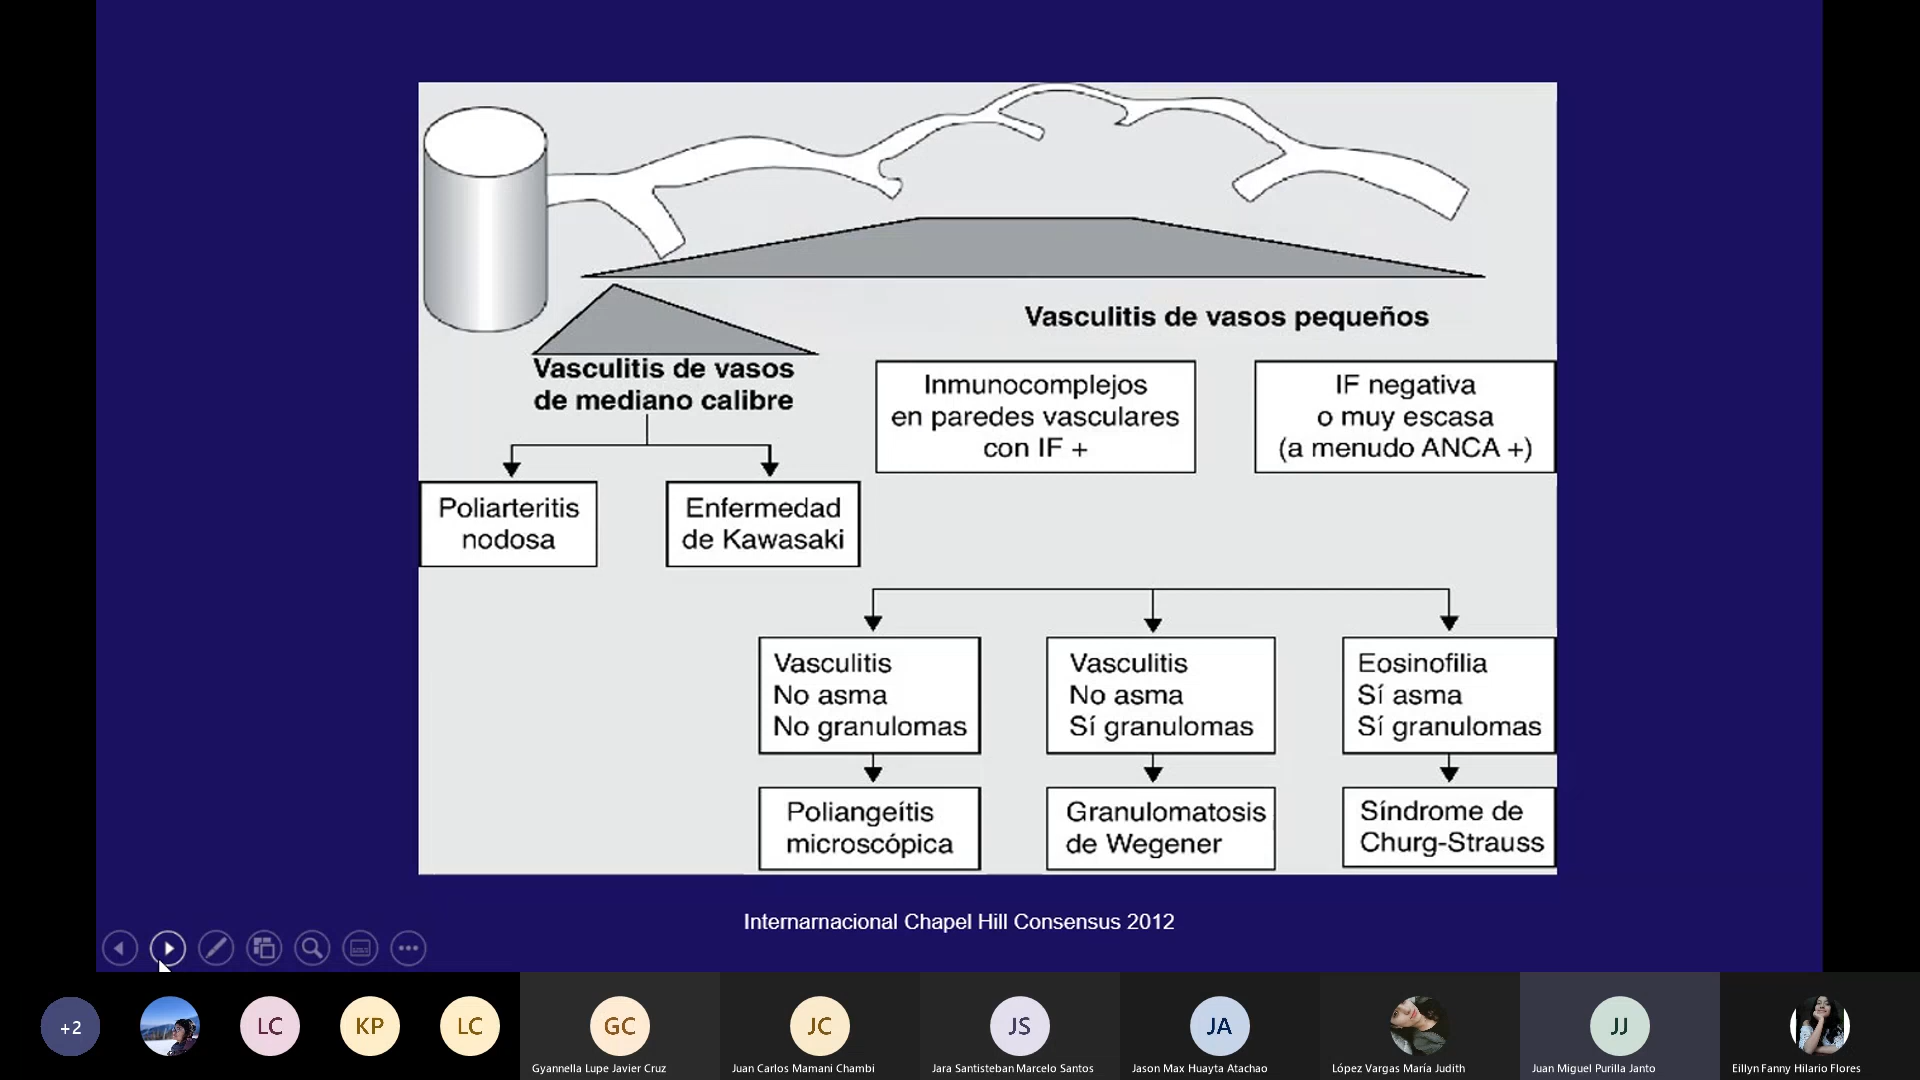 Vasculitis de vasos pequeños
Vasculitis de vasos
de mediano calibre
Inmunocomplejos
en paredes vasculares
con IF +
IF negativa
o muy escasa
(a menudo ANCA +)
Poliarteritis
nodosa
Enfermedad
de Kawasaki
Vasculitis
No asma
No granulomas
Vasculitis
No asma
Sí granulomas
Eosinofilia
Sí asma
Sí granulomas
Poliangeítis
microscópica
Granulomatosis
de Wegener
Síndrome de
Churg-Strauss
Internarnacional Chapel Hill Consensus 2012
+2
LC
KP
LC
GC
Gyannella Lupe Javier Cruz
JC
Juan Carlos Mamani Chambi
JS
Jara Santisteban Marcelo Santos
JA
Jason Max Huayta Atachao
López Vargas María Judith
JJ
Juan Miguel Purilla Janto
Eillyn Fanny Hilario Flores